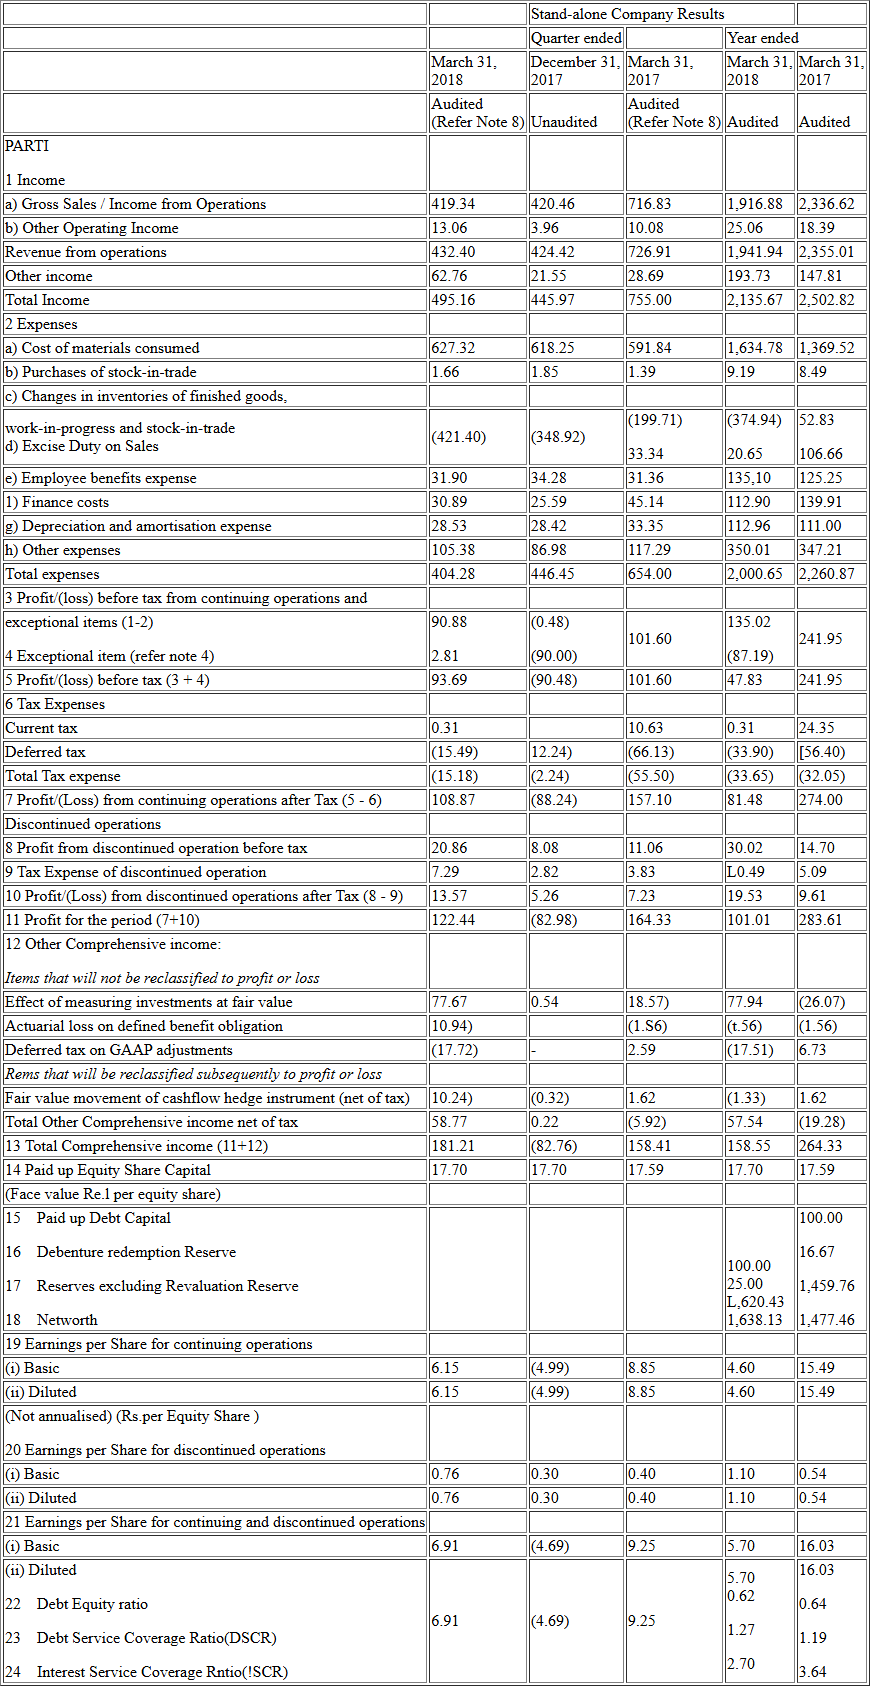 Stand-alone Company Results
Quarter ended Year ended
March 31, 2018 December 31, 2017 March 31, 2017 March 31, 2018 March 31, 2017
Audited (Refer Note 8) Unaudited Audited (Refer Note 8) Audited Audited
PARTI
1 Income
a) Gross Sales / Income from Operations 419.34 420.46 716.83 1,916.88 2,336.62
b) Other Operating Income 13.06 3.96 10.08 25.06 18.39
Revenue from operations 432.40 424.42 726.91 1,941.94 2,355.01
Other income 62.76 21.55 28.69 193.73 147.81
Total Income 495.16 445.97 755.00 2,135.67 2,502.82
2 Expenses
a) Cost of materials consumed 627.32 618.25 591.84 1,634.78 1,369.52
b) Purchases of stock-in-trade 1.66 1.85 1.39 9.19 8.49
c) Changes in inventories of finished goods,
work-in-progress and stock-in-trade (421.40) (348.92) (199.71) (374.94) 52.83
d) Excise Duty on Sales 33.34 20.65 106.66
e) Employee benefits expense 31.90 34.28 31.36 135,10 125.25
1) Finance costs 30.89 25.59 45.14 112.90 139.91
g) Depreciation and amortisation expense 28.53 28.42 33.35 112.96 111.00
h) Other expenses 105.38 86.98 117.29 350.01 347.21
Total expenses 404.28 446.45 654.00 2,000.65 2,260.87
3 Profit/(loss) before tax from continuing operations and
exceptional items (1-2) 90.88 (0.48) 101.60 135.02 241.95
4 Exceptional item (refer note 4) 2.81 (90.00) (87.19)
5 Profit/(loss) before tax (3 + 4) 93.69 (90.48) 101.60 47.83 241.95
6 Tax Expenses
Current tax 0.31 10.63 0.31 24.35
Deferred tax (15.49) 12.24) (66.13) (33.90) [56.40)
Total Tax expense (15.18) (2.24) (55.50) (33.65) (32.05)
7 Profit/(Loss) from continuing operations after Tax (5 - 6) 108.87 (88.24) 157.10 81.48 274.00
Discontinued operations
8 Profit from discontinued operation before tax 20.86 8.08 11.06 30.02 14.70
9 Tax Expense of discontinued operation 7.29 2.82 3.83 L0.49 5.09
10 Profit/(Loss) from discontinued operations after Tax (8 - 9) 13.57 5.26 7.23 19.53 9.61
11 Profit for the period (7+10) 122.44 (82.98) 164.33 101.01 283.61
12 Other Comprehensive income:
Items that will not be reclassified to profit or loss
Effect of measuring investments at fair value 77.67 0.54 18.57) 77.94 (26.07)
Actuarial loss on defined benefit obligation 10.94) (1.S6) (t.56) (1.56)
Deferred tax on GAAP adjustments (17.72) - 2.59 (17.51) 6.73
Rems that will be reclassified subsequently to profit or loss
Fair value movement of cashflow hedge instrument (net of tax) 10.24) (0.32) 1.62 (1.33) 1.62
Total Other Comprehensive income net of tax 58.77 0.22 (5.92) 57.54 (19.28)
13 Total Comprehensive income (11+12) 181.21 (82.76) 158.41 158.55 264.33
14 Paid up Equity Share Capital 17.70 17.70 17.59 17.70 17.59
(Face value Re.l per equity share)
15 Paid up Debt Capital 100.00 100.00
16 Debenture redemption Reserve 25.00 16.67
17 Reserves excluding Revaluation Reserve L,620.43 1,459.76
18 Networth 1,638.13 1,477.46
19 Earnings per Share for continuing operations
(i) Basic 6.15 (4.99) 8.85 4.60 15.49
(ii) Diluted 6.15 (4.99) 8.85 4.60 15.49
(Not annualised) (Rs.per Equity Share )
20 Earnings per Share for discontinued operations
(i) Basic 0.76 0.30 0.40 1.10 0.54
(ii) Diluted 0.76 0.30 0.40 1.10 0.54
21 Earnings per Share for continuing and discontinued operations
(i) Basic 6.91 (4.69) 9.25 5.70 16.03
(ii) Diluted 6.91 (4.69) 9.25 5.70 16.03
22 Debt Equity ratio 0.62 0.64
23 Debt Service Coverage Ratio(DSCR) 1.27 1.19
24 Interest Service Coverage Rntio(!SCR) 2.70 3.64